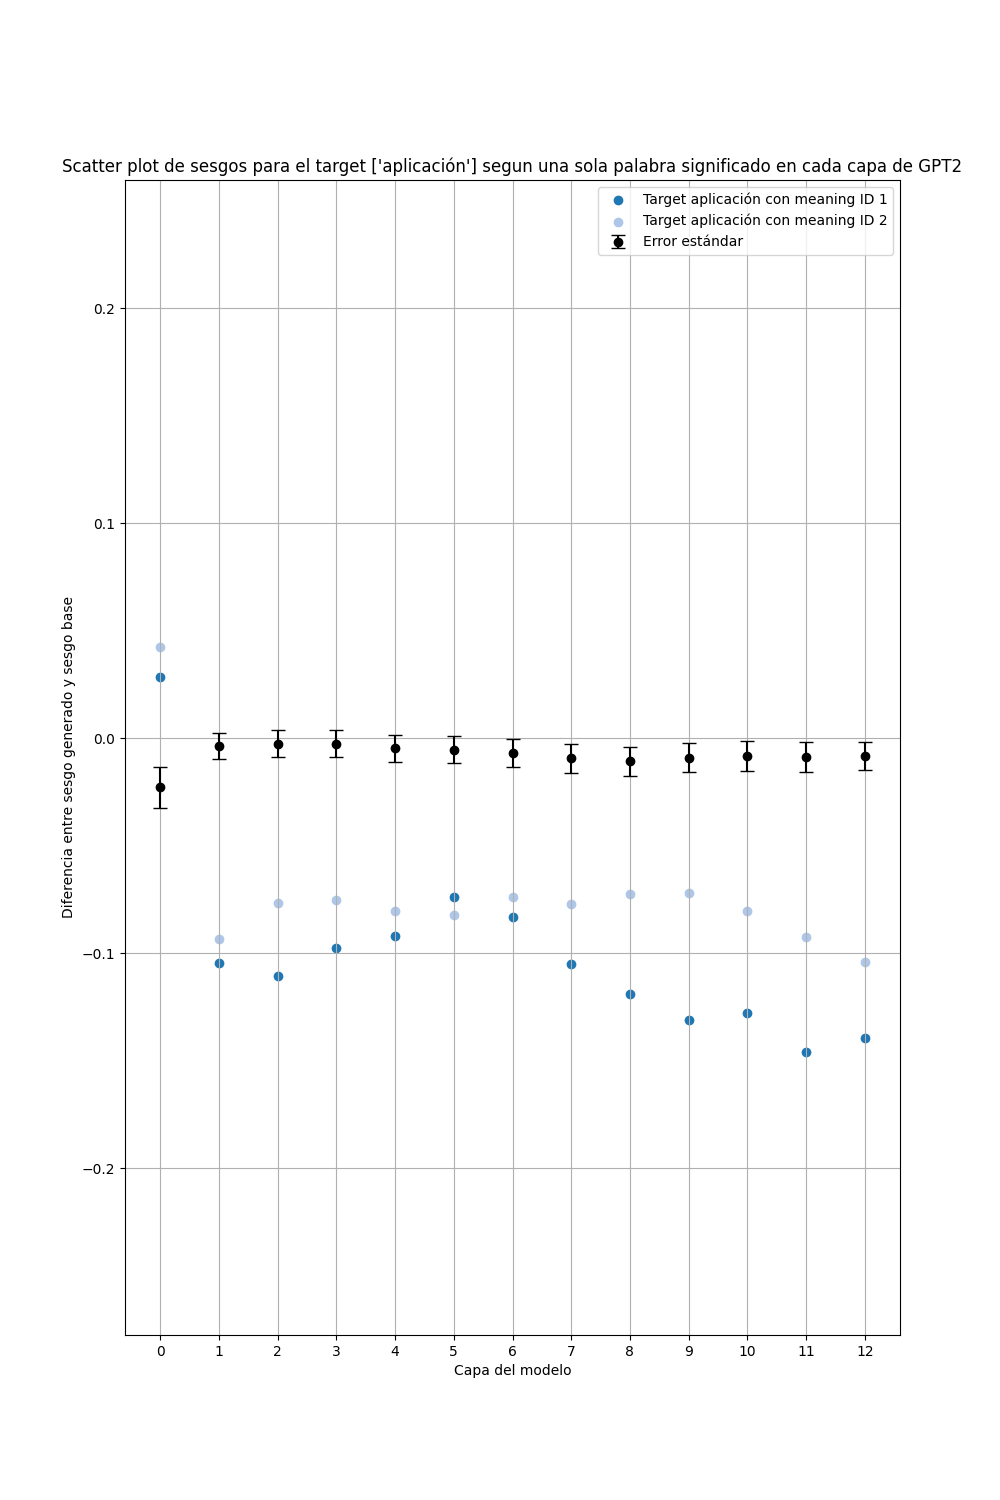 Scatter plot de sesgos para el target ['aplicación'] segun una sola palabra significado en cada capa de GPT2
Target aplicación con meaning ID 1
Target aplicación con meaning ID 2
Error estándar
Diferencia entre sesgo generado y sesgo base
0.2
0.1
0.0
−0.1
−0.2
0 1 2 3 4 5 6 7 8 9 10 11 12
Capa del modelo